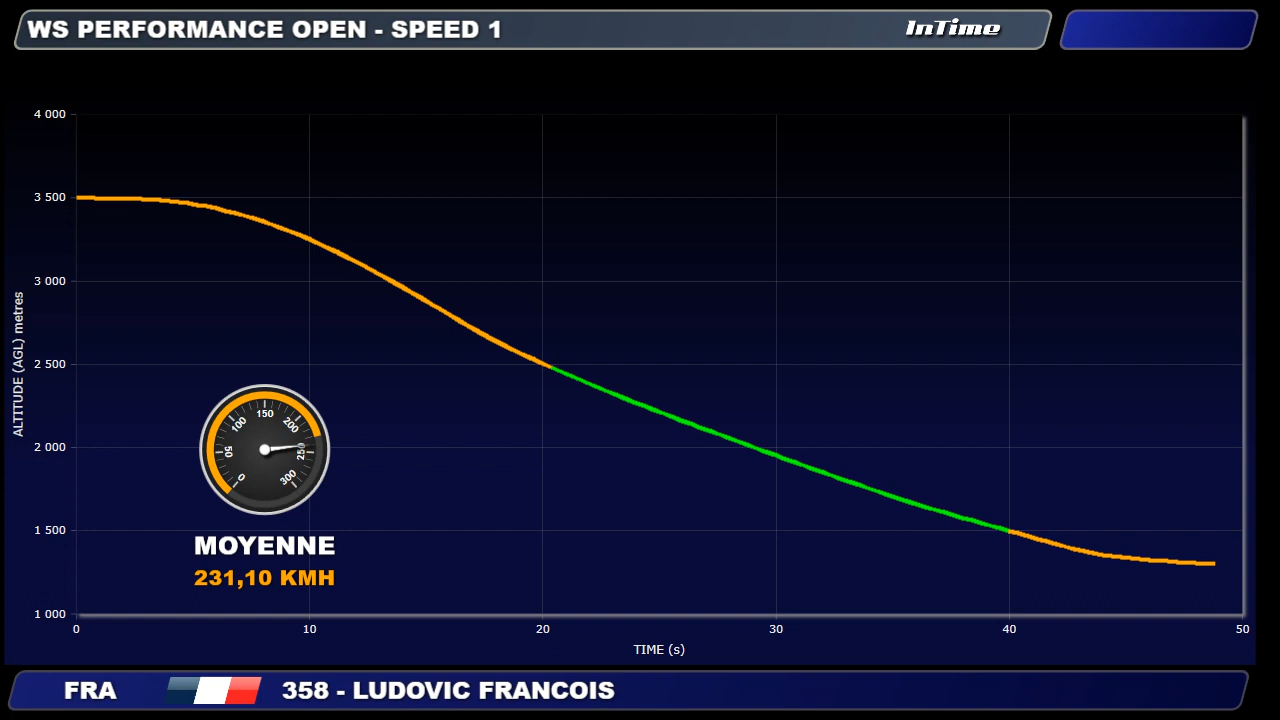 WS PERFORMANCE OPEN - SPEED 1
InTime
4 000
3 500
3 000
2 500
2 000
1 500
1 000
ALTITUDE (AGL) metres
0
50
100
150
200
250
300
MOYENNE
231,10 KMH
0 10 20 30 40 50
TIME (s)
FRA 358 - LUDOVIC FRANCOIS